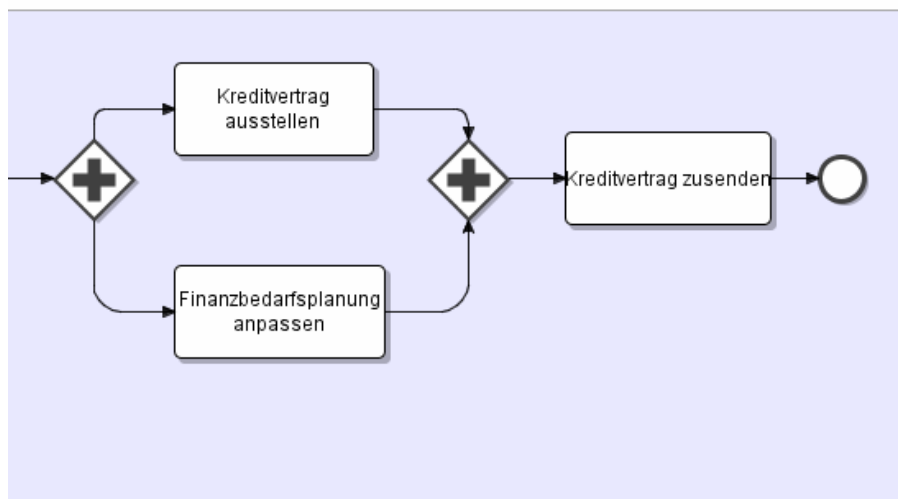 Kreditvertrag
ausstellen
Finanzbedarfsplanung
anpassen
Kreditvertrag zusenden